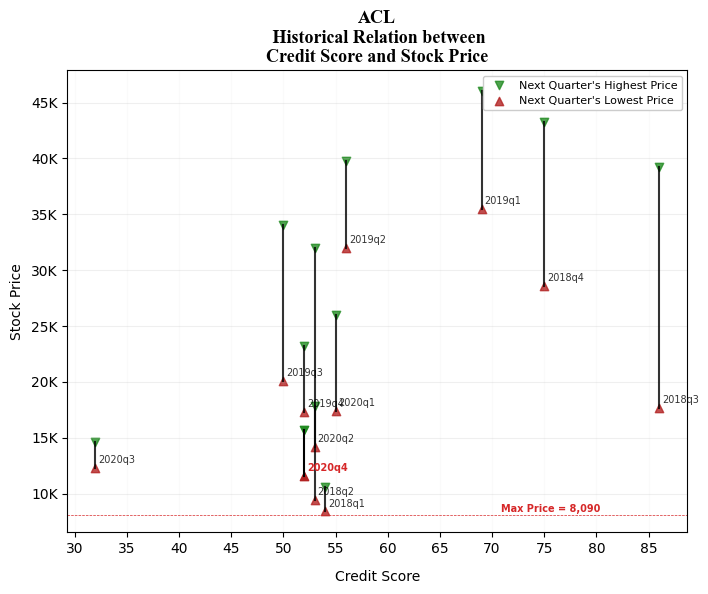 ACL
Historical Relation between
Credit Score and Stock Price
Next Quarter's Highest Price
Next Quarter's Lowest Price
45K
40K
35K
30K
25K
20K
15K
10K
Stock Price
2019q1
2019q2
2018q4
2019q3
2018q3
2019q4
2020q1
2020q2
2020q3
2020q4
2018q2
2018q1
Max Price = 8,090
30 35 40 45 50 55 60 65 70 75 80 85
Credit Score